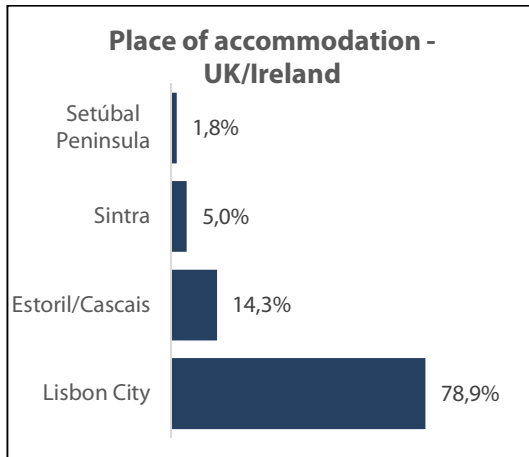 Place of accommodation -
UK/Ireland
Setúbal
Peninsula
1,8%
Sintra
5,0%
Estoril/Cascais
14,3%
Lisbon City
78,9%